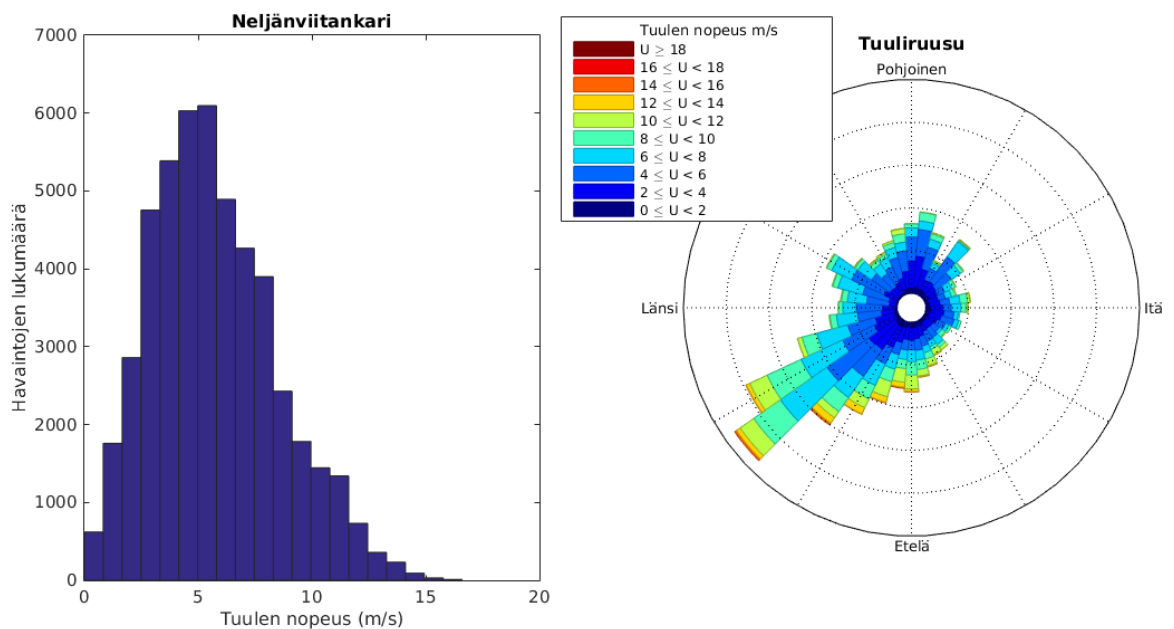 Neljänviitankari
7000
6000
5000
4000
3000
2000
1000
0
Havaintojen lukumäärä
0 5 10 15 20
Tuulen nopeus (m/s)
Tuulen nopeus m/s
U ≥ 18
16 ≤ U < 18
14 ≤ U < 16
12 ≤ U < 14
10 ≤ U < 12
8 ≤ U < 10
6 ≤ U < 8
4 ≤ U < 6
2 ≤ U < 4
0 ≤ U < 2
Tuuliruusu
Pohjoinen
Länsi
Itä
Etelä